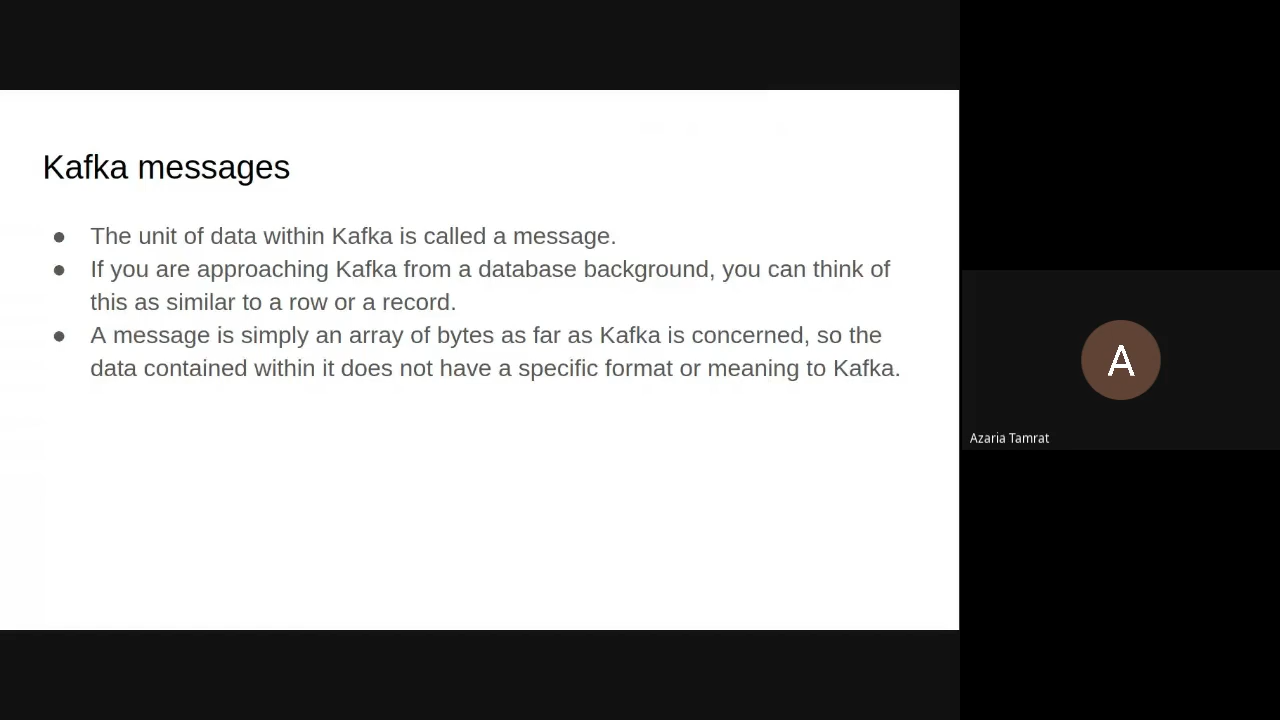 Kafka messages
● The unit of data within Kafka is called a message.
● If you are approaching Kafka from a database background, you can think of
this as similar to a row or a record.
● A message is simply an array of bytes as far as Kafka is concerned, so the
data contained within it does not have a specific format or meaning to Kafka.
A
Azaria Tamrat